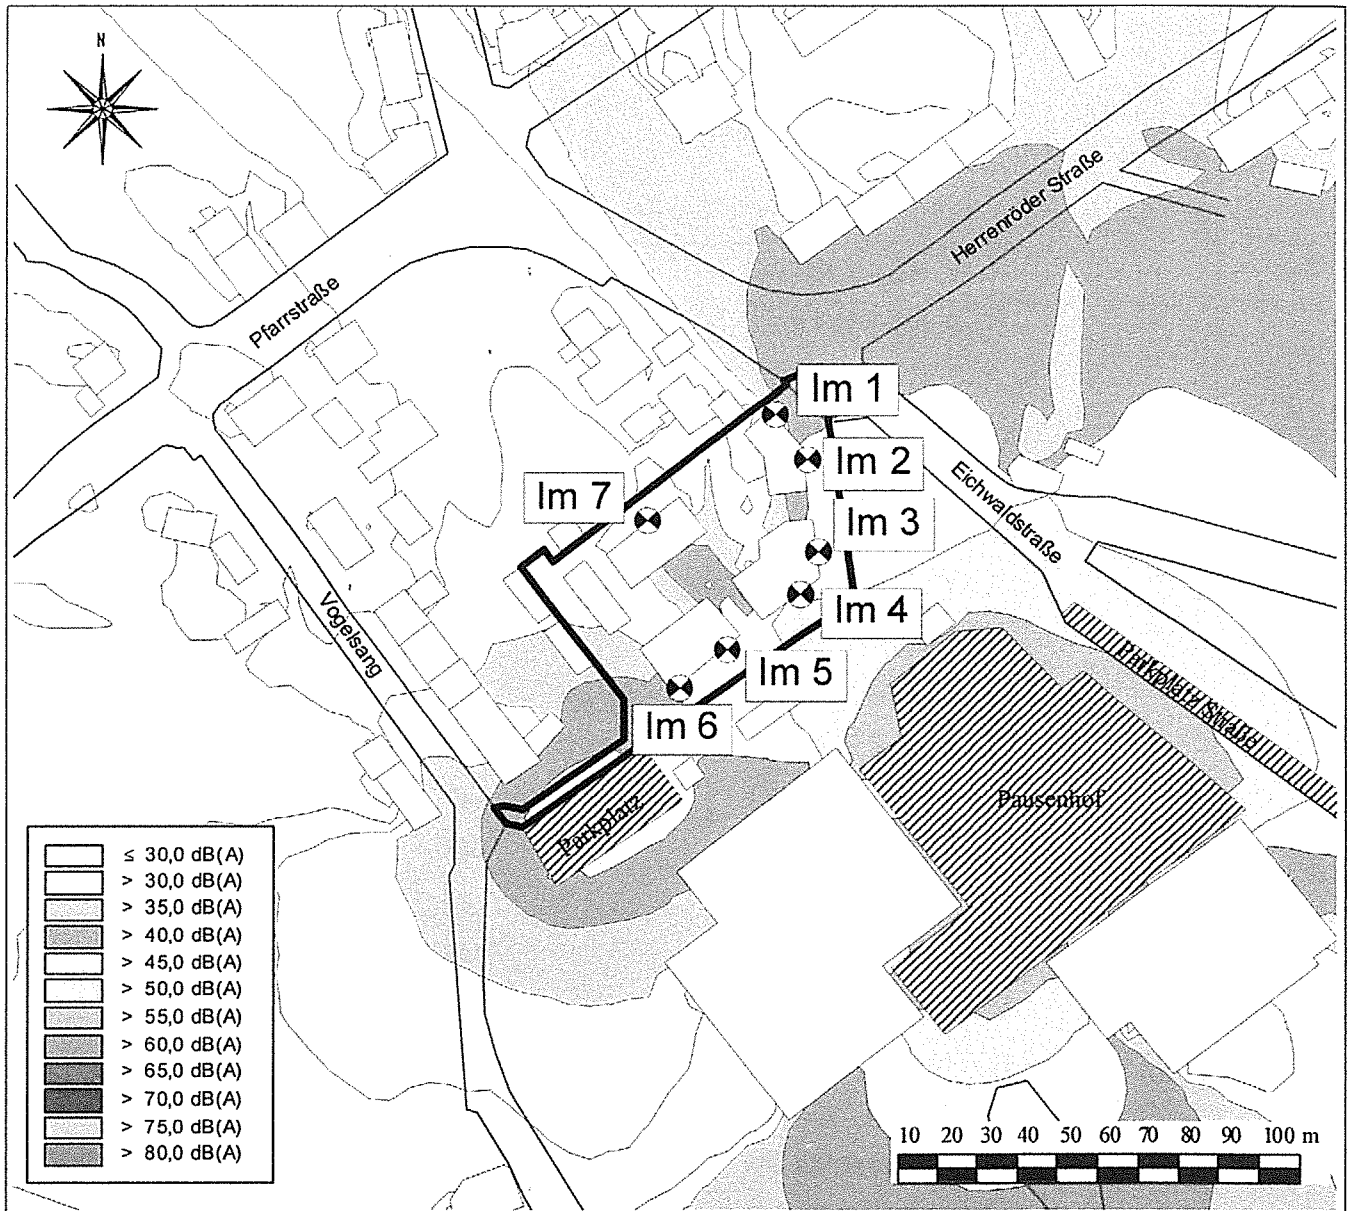 N
Herrenröder Straße
Pfarrstraße
Im 1
Im 2
Eichwaldstraße
Im 7
Im 3
Vogelsang
Im 4
Im 5
Parkplatz Straße
Im 6
Pausenhof
Parkplatz
≤ 30,0 dB(A)
> 30,0 dB(A)
> 35,0 dB(A)
> 40,0 dB(A)
> 45,0 dB(A)
> 50,0 dB(A)
> 55,0 dB(A)
> 60,0 dB(A)
> 65,0 dB(A)
> 70,0 dB(A)
> 75,0 dB(A)
> 80,0 dB(A)
10 20 30 40 50 60 70 80 90 100 m